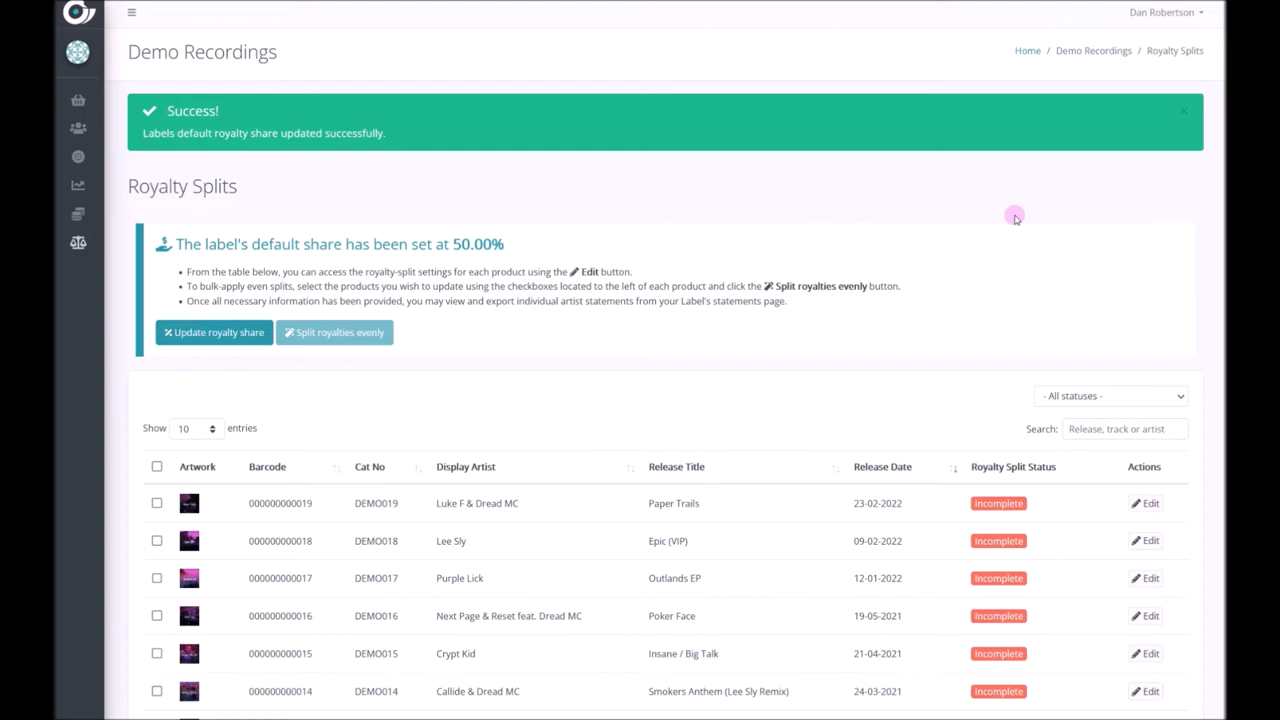 Dan Robertson
Demo Recordings
Home / Demo Recordings / Royalty Splits
Success!
Labels default royalty share updated successfully.
Royalty Splits
The label's default share has been set at 50.00%
• From the table below, you can access the royalty-split settings for each product using the Edit button.
• To bulk-apply even splits, select the products you wish to update using the checkboxes located to the left of each product and click the Split royalties evenly button.
• Once all necessary information has been provided, you may view and export individual artist statements from your Label's statements page.
Update royalty share Split royalties evenly
- All statuses -
Show 10 entries Search: Release, track or artist
Artwork Barcode Cat No Display Artist Release Title Release Date Royalty Split Status Actions
000000000019 DEMO019 Luke F & Dread MC Paper Trails 23-02-2022 Incomplete Edit
000000000018 DEMO018 Lee Sly Epic (VIP) 09-02-2022 Incomplete Edit
000000000017 DEMO017 Purple Lick Outlands EP 12-01-2022 Incomplete Edit
000000000016 DEMO016 Next Page & Reset feat. Dread MC Poker Face 19-05-2021 Incomplete Edit
000000000015 DEMO015 Crypt Kid Insane / Big Talk 21-04-2021 Incomplete Edit
000000000014 DEMO014 Callide & Dread MC Smokers Anthem (Lee Sly Remix) 24-03-2021 Incomplete Edit